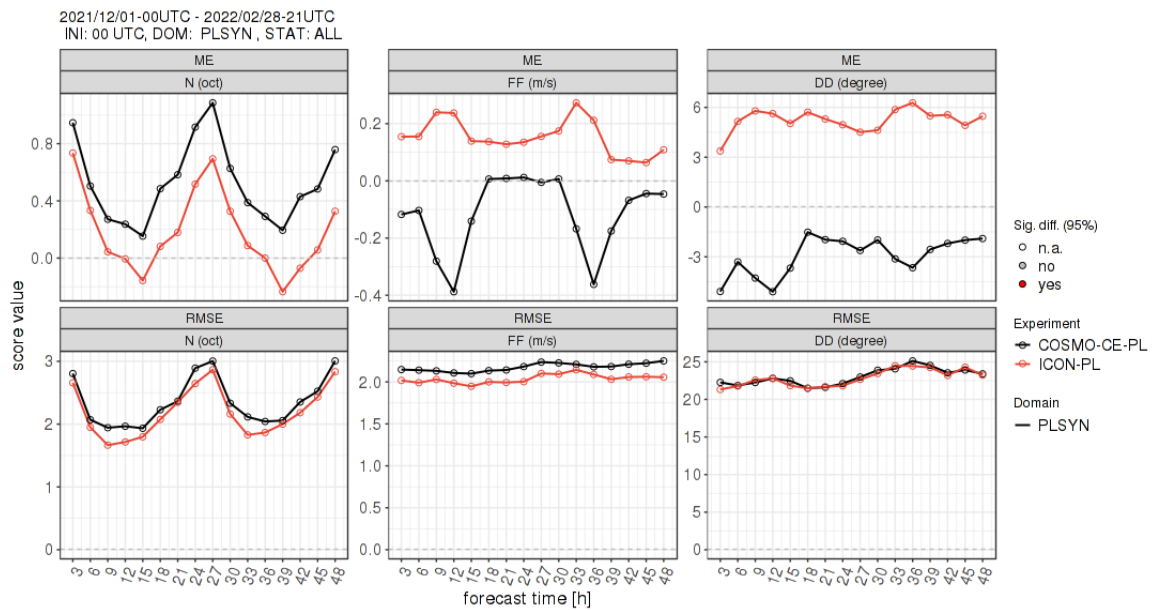 2021/12/01-00UTC - 2022/02/28-21UTC
INI: 00 UTC, DOM: PLSYN , STAT: ALL
ME ME ME
N (oct) FF (m/s) DD (degree)
0.8
0.4
0.0
0.2
0.0
-0.2
-0.4
6
3
0
-3
RMSE RMSE RMSE
N (oct) FF (m/s) DD (degree)
3
2
1
0
2.0
1.5
1.0
0.5
0.0
25
20
15
10
5
0
3 6 9 12 15 18 21 24 27 30 33 36 39 42 45 48
3 6 9 12 15 18 21 24 27 30 33 36 39 42 45 48
3 6 9 12 15 18 21 24 27 30 33 36 39 42 45 48
score value
forecast time [h]
Sig. diff. (95%)
n.a.
no
yes
Experiment
COSMO-CE-PL
ICON-PL
Domain
PLSYN